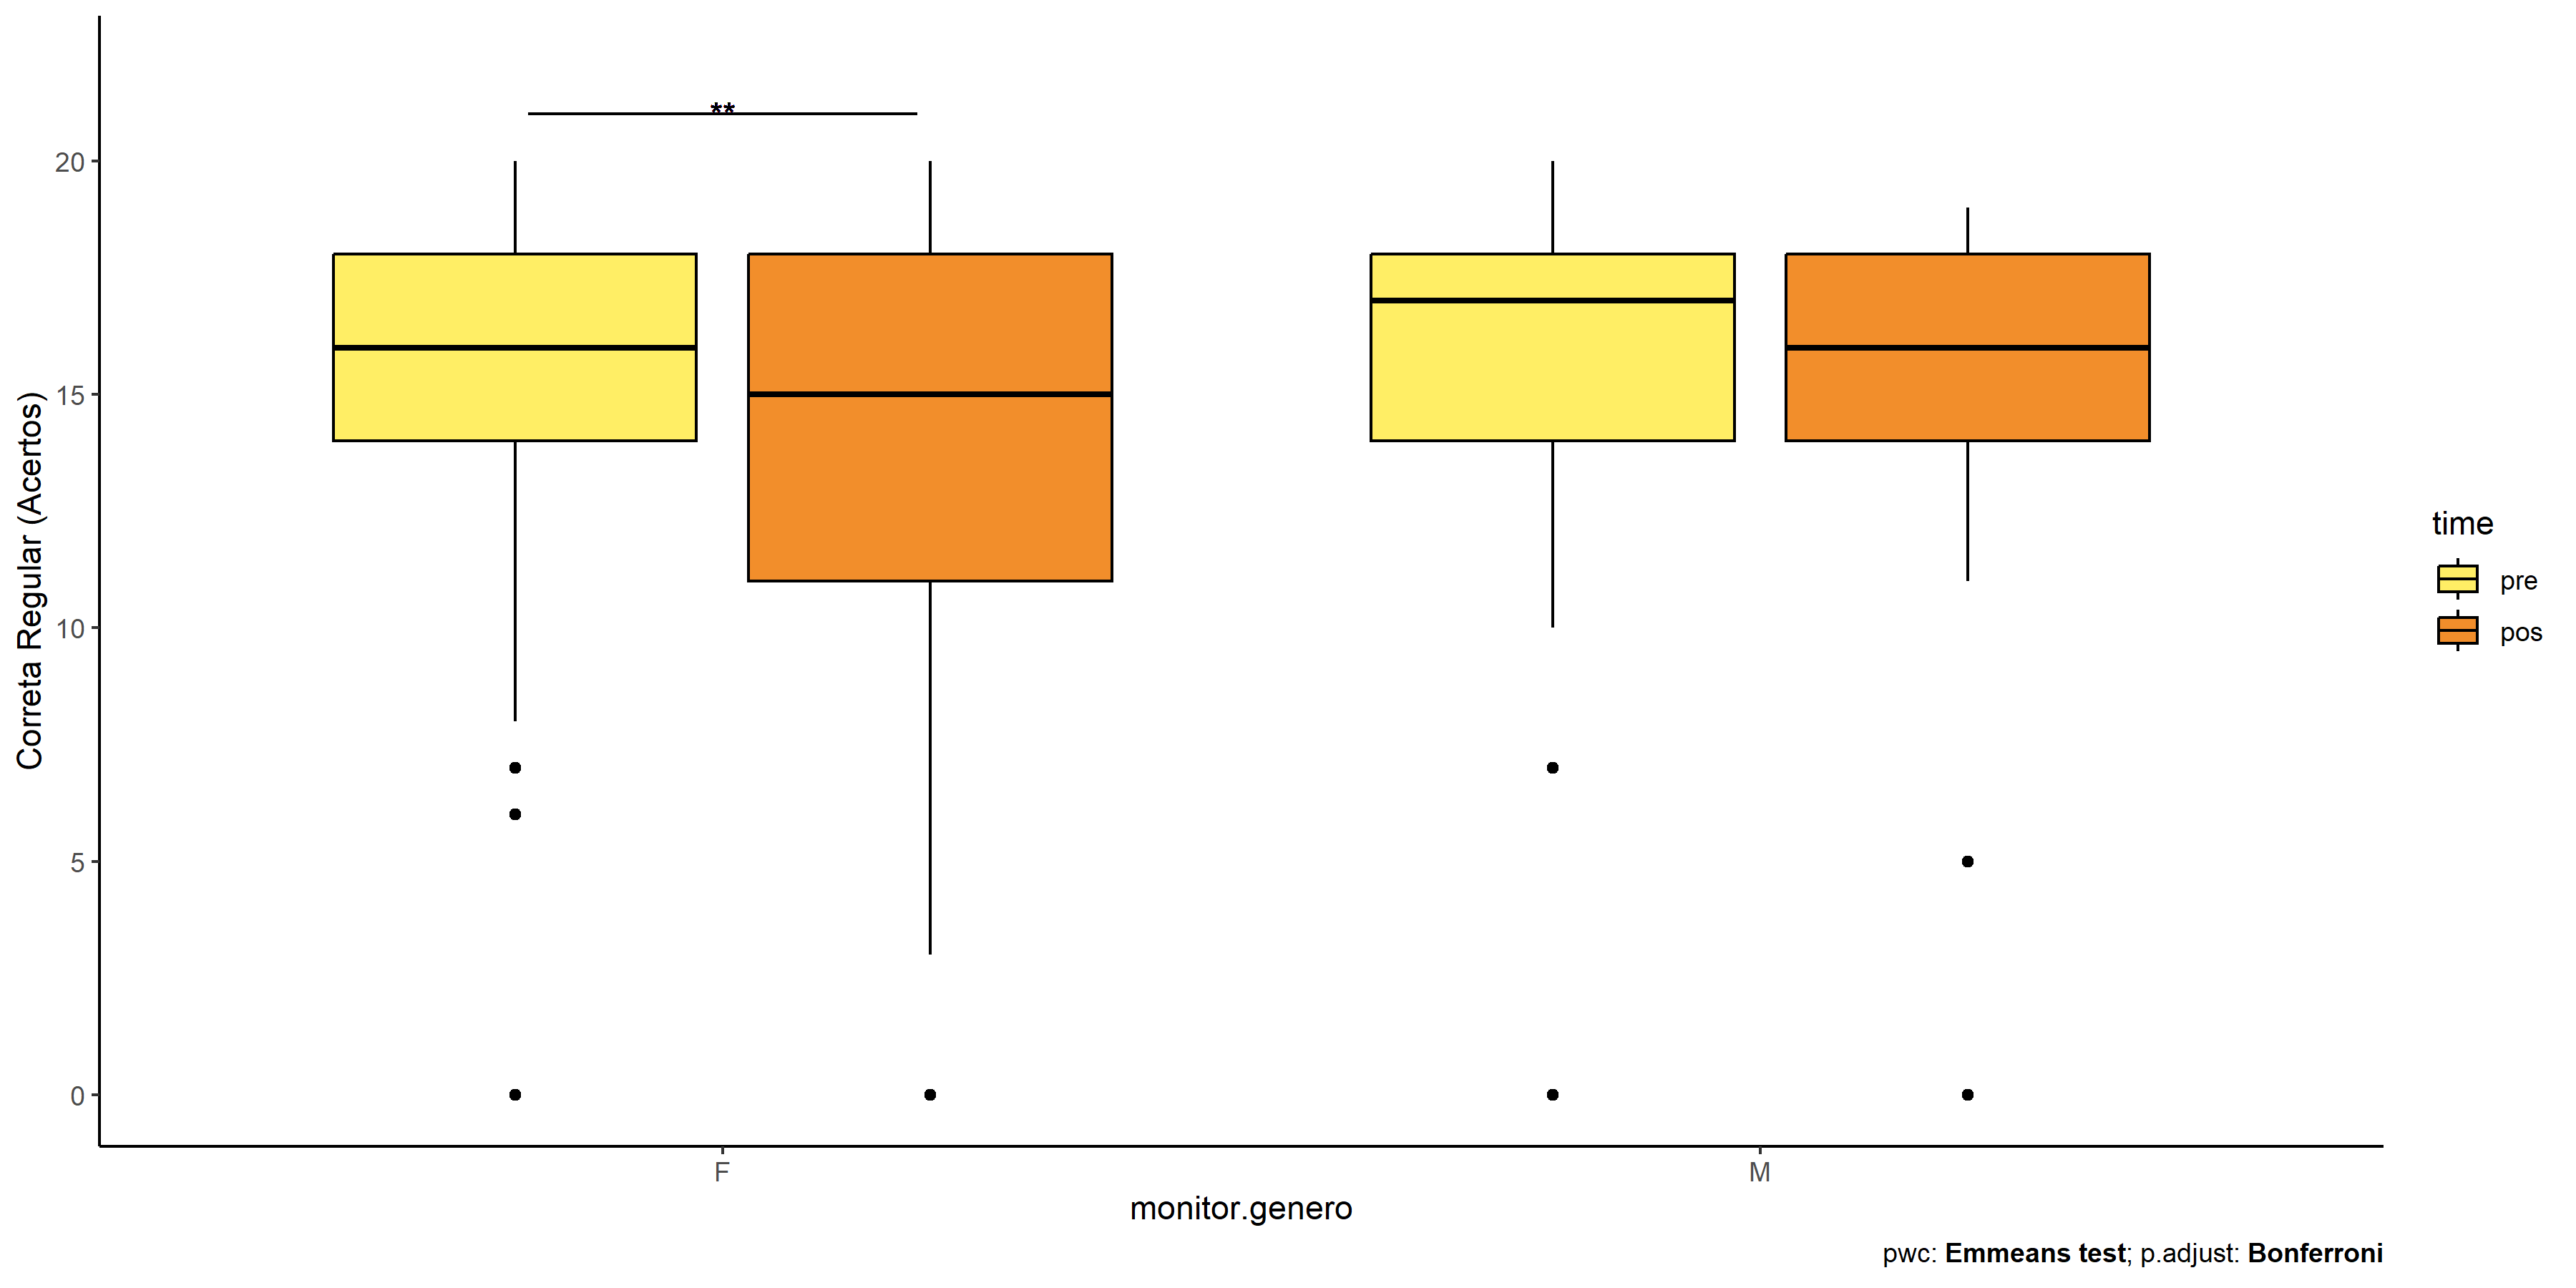 **
20
15
10
5
0
Correta Regular (Acertos)
F
M
monitor.genero
time
pre
pos
pwc: Emmeans test; p.adjust: Bonferroni